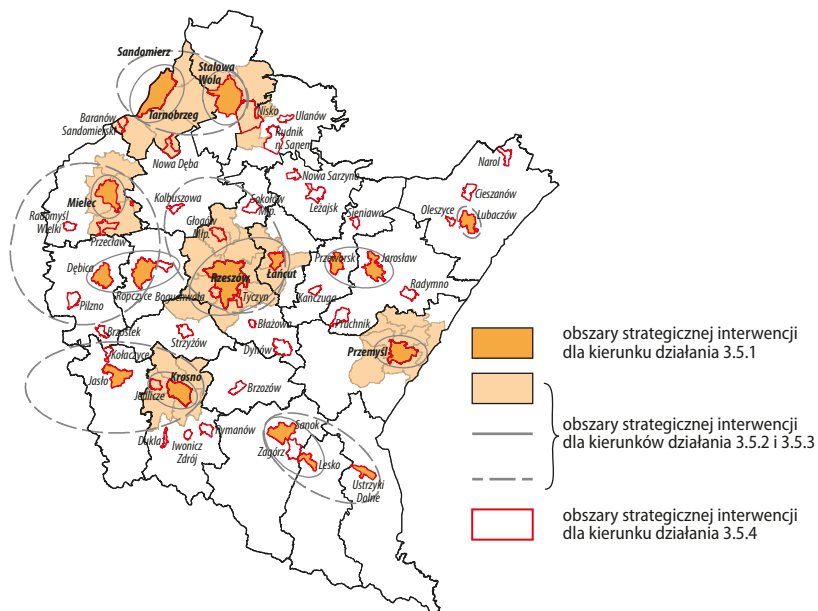 Sandomierz
Stalowa
Wola
Tarnobrzeg
Baranów
Sandomierski
Nisko
Ulanów
Rudnik
n. Sanem
Nowa Dęba
Narol
Nowa Sarzyna
Cieszanów
Mielec
Kolbuszowa
Sokołów
Młp.
Leżajsk
Sieniawa
Oleszyce
Lubaczów
Radomyśl
Wielki
Przecław
Głogów
Młp.
Dębica
Ropczyce
Rzeszów
Łańcut
Przeworsk
Jarosław
Pilzno
Boguchwała
Tyczyn
Kańczuga
Radymno
Pruchnik
Brzostek
Strzyżów
Błażowa
Dynów
Przemyśl
Kołaczyce
Jasło
Krosno
Jedlicze
Brzozów
Dukla
Iwonicz
Zdrój
Rymanów
Sanok
Zagórz
Lesko
Ustrzyki
Dolne
obszary strategicznej interwencji
dla kierunku działania 3.5.1
obszary strategicznej interwencji
dla kierunków działania 3.5.2 i 3.5.3
obszary strategicznej interwencji
dla kierunku działania 3.5.4